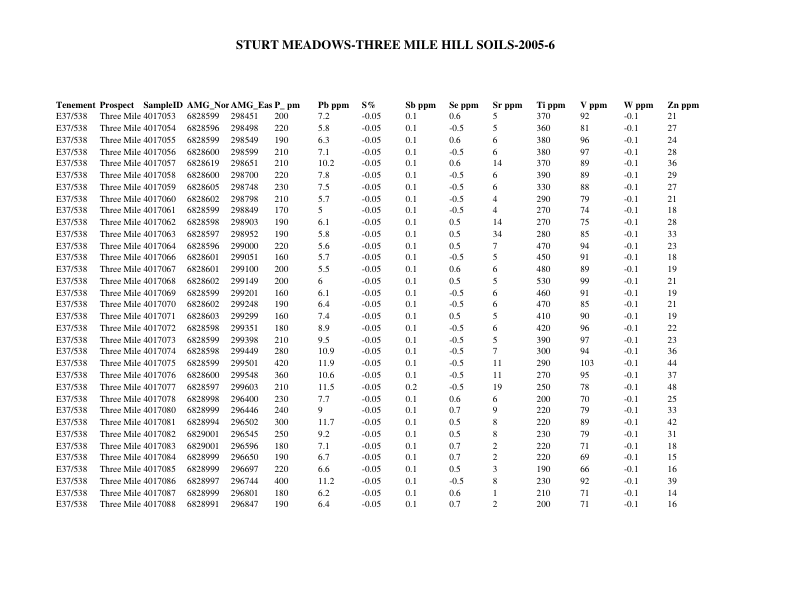 STURT MEADOWS-THREE MILE HILL SOILS-2005-6
Tenement Prospect SampleID AMG_Nor AMG_Eas P_ pm Pb ppm S% Sb ppm Se ppm Sr ppm Ti ppm V ppm W ppm Zn ppm
E37/538 Three Mile 4017053 6828599 298451 200 7.2 -0.05 0.1 0.6 5 370 92 -0.1 21
E37/538 Three Mile 4017054 6828596 298498 220 5.8 -0.05 0.1 -0.5 5 360 81 -0.1 27
E37/538 Three Mile 4017055 6828599 298549 190 6.3 -0.05 0.1 0.6 6 380 96 -0.1 24
E37/538 Three Mile 4017056 6828600 298599 210 7.1 -0.05 0.1 -0.5 6 380 97 -0.1 28
E37/538 Three Mile 4017057 6828619 298651 210 10.2 -0.05 0.1 0.6 14 370 89 -0.1 36
E37/538 Three Mile 4017058 6828600 298700 220 7.8 -0.05 0.1 -0.5 6 390 89 -0.1 29
E37/538 Three Mile 4017059 6828605 298748 230 7.5 -0.05 0.1 -0.5 6 330 88 -0.1 27
E37/538 Three Mile 4017060 6828602 298798 210 5.7 -0.05 0.1 -0.5 4 290 79 -0.1 21
E37/538 Three Mile 4017061 6828599 298849 170 5 -0.05 0.1 -0.5 4 270 74 -0.1 18
E37/538 Three Mile 4017062 6828598 298903 190 6.1 -0.05 0.1 0.5 14 270 75 -0.1 28
E37/538 Three Mile 4017063 6828597 298952 190 5.8 -0.05 0.1 0.5 34 280 85 -0.1 33
E37/538 Three Mile 4017064 6828596 299000 220 5.6 -0.05 0.1 0.5 7 470 94 -0.1 23
E37/538 Three Mile 4017066 6828601 299051 160 5.7 -0.05 0.1 -0.5 5 450 91 -0.1 18
E37/538 Three Mile 4017067 6828601 299100 200 5.5 -0.05 0.1 0.6 6 480 89 -0.1 19
E37/538 Three Mile 4017068 6828602 299149 200 6 -0.05 0.1 0.5 5 530 99 -0.1 21
E37/538 Three Mile 4017069 6828599 299201 160 6.1 -0.05 0.1 -0.5 6 460 91 -0.1 19
E37/538 Three Mile 4017070 6828602 299248 190 6.4 -0.05 0.1 -0.5 6 470 85 -0.1 21
E37/538 Three Mile 4017071 6828603 299299 160 7.4 -0.05 0.1 0.5 5 410 90 -0.1 19
E37/538 Three Mile 4017072 6828598 299351 180 8.9 -0.05 0.1 -0.5 6 420 96 -0.1 22
E37/538 Three Mile 4017073 6828599 299398 210 9.5 -0.05 0.1 -0.5 5 390 97 -0.1 23
E37/538 Three Mile 4017074 6828598 299449 280 10.9 -0.05 0.1 -0.5 7 300 94 -0.1 36
E37/538 Three Mile 4017075 6828599 299501 420 11.9 -0.05 0.1 -0.5 11 290 103 -0.1 44
E37/538 Three Mile 4017076 6828600 299548 360 10.6 -0.05 0.1 -0.5 11 270 95 -0.1 37
E37/538 Three Mile 4017077 6828597 299603 210 11.5 -0.05 0.2 -0.5 19 250 78 -0.1 48
E37/538 Three Mile 4017078 6828998 296400 230 7.7 -0.05 0.1 0.6 6 200 70 -0.1 25
E37/538 Three Mile 4017080 6828999 296446 240 9 -0.05 0.1 0.7 9 220 79 -0.1 33
E37/538 Three Mile 4017081 6828994 296502 300 11.7 -0.05 0.1 0.5 8 220 89 -0.1 42
E37/538 Three Mile 4017082 6829001 296545 250 9.2 -0.05 0.1 0.5 8 230 79 -0.1 31
E37/538 Three Mile 4017083 6829001 296596 180 7.1 -0.05 0.1 0.7 2 220 71 -0.1 18
E37/538 Three Mile 4017084 6828999 296650 190 6.7 -0.05 0.1 0.7 2 220 69 -0.1 15
E37/538 Three Mile 4017085 6828999 296697 220 6.6 -0.05 0.1 0.5 3 190 66 -0.1 16
E37/538 Three Mile 4017086 6828997 296744 400 11.2 -0.05 0.1 -0.5 8 230 92 -0.1 39
E37/538 Three Mile 4017087 6828999 296801 180 6.2 -0.05 0.1 0.6 1 210 71 -0.1 14
E37/538 Three Mile 4017088 6828991 296847 190 6.4 -0.05 0.1 0.7 2 200 71 -0.1 16